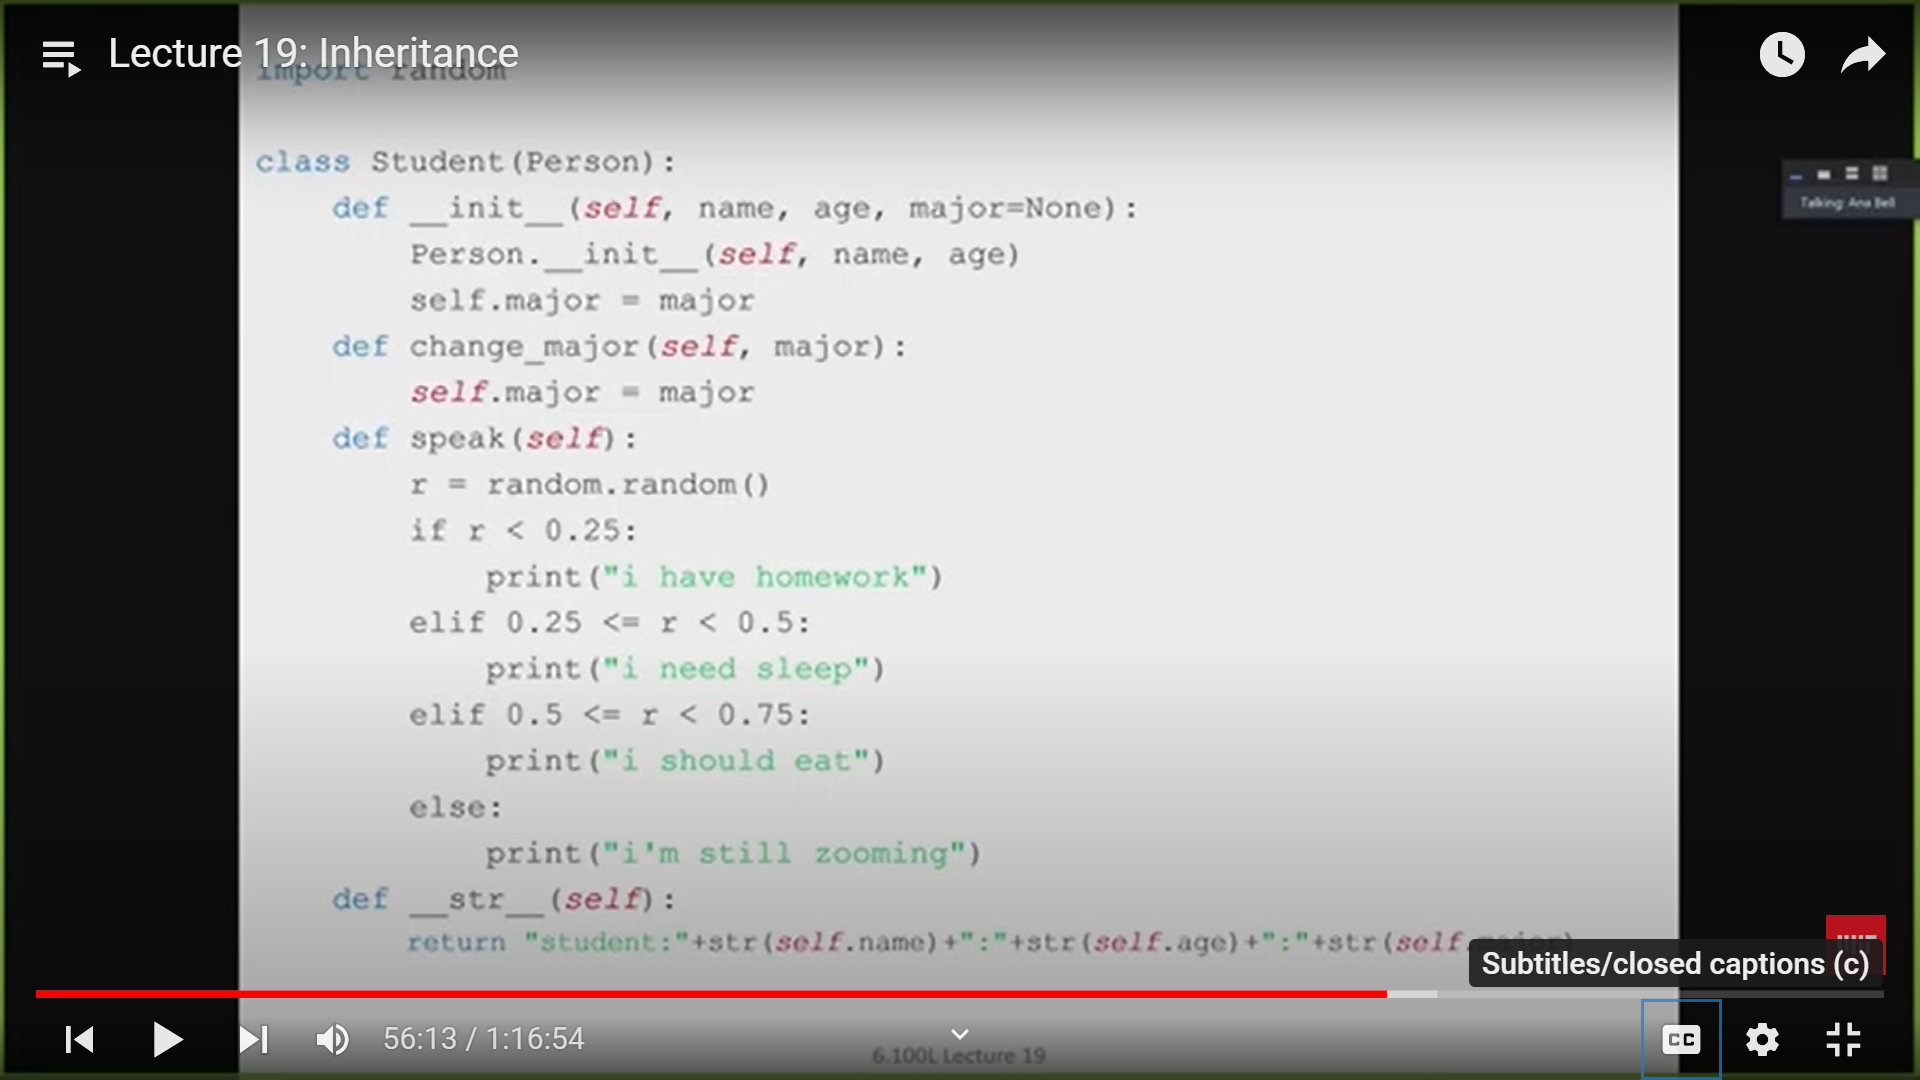 Lecture 19: Inheritance
import random
class Student(Person):
    def __init__(self, name, age, major=None):
        Person.__init__(self, name, age)
        self.major = major
    def change_major(self, major):
        self.major = major
    def speak(self):
        r = random.random()
        if r < 0.25:
            print("i have homework")
        elif 0.25 <= r < 0.5:
            print("i need sleep")
        elif 0.5 <= r < 0.75:
            print("i should eat")
        else:
            print("i'm still zooming")
    def __str__(self):
        return "student:"+str(self.name)+":"+str(self.age)+":"+str(self.major)
Talking: Ana Bell
Subtitles/closed captions (c)
56:13 / 1:16:54
CC
6.100L Lecture 19